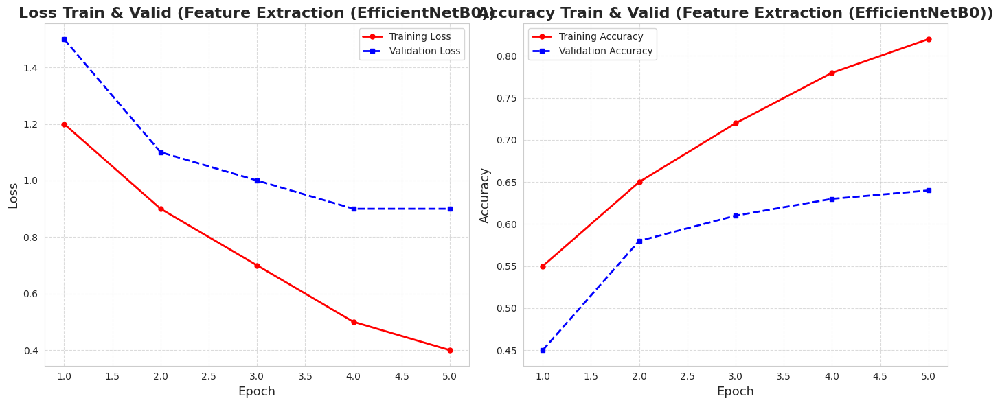 Loss Train & Valid (Feature Extraction (EfficientNetB0))
Training Loss
Validation Loss
1.4
1.2
1.0
0.8
0.6
0.4
Loss
1.0 1.5 2.0 2.5 3.0 3.5 4.0 4.5 5.0
Epoch
Accuracy Train & Valid (Feature Extraction (EfficientNetB0))
Training Accuracy
Validation Accuracy
0.80
0.75
0.70
0.65
0.60
0.55
0.50
0.45
Accuracy
1.0 1.5 2.0 2.5 3.0 3.5 4.0 4.5 5.0
Epoch